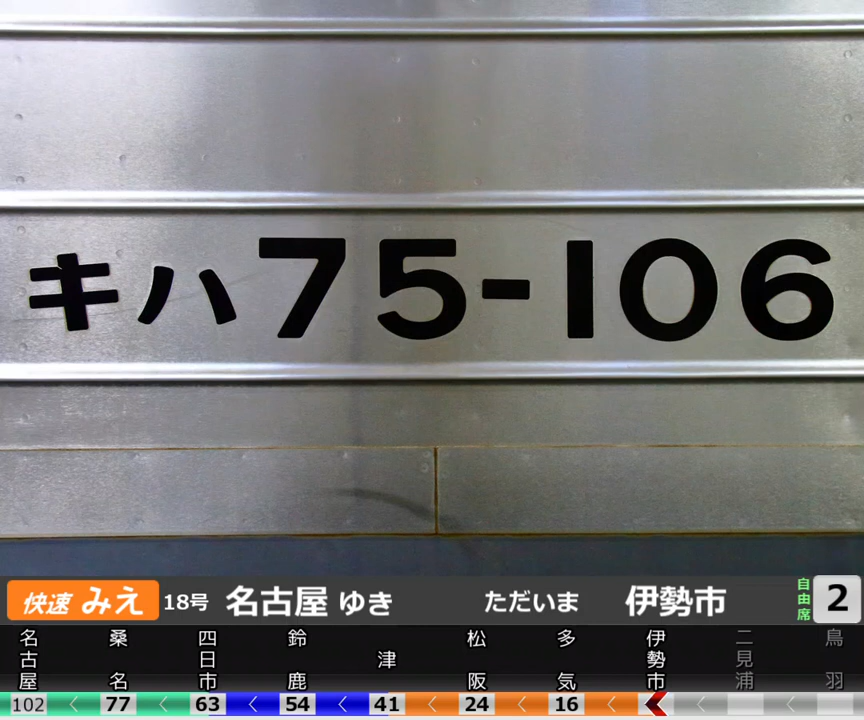 キハ75-106
快速 みえ 18号 名古屋 ゆき ただいま 伊勢市 自由席 2
名古屋 桑名 四日市 鈴鹿 津 松阪 多気 伊勢市 二見浦 鳥羽
102 77 63 54 41 24 16